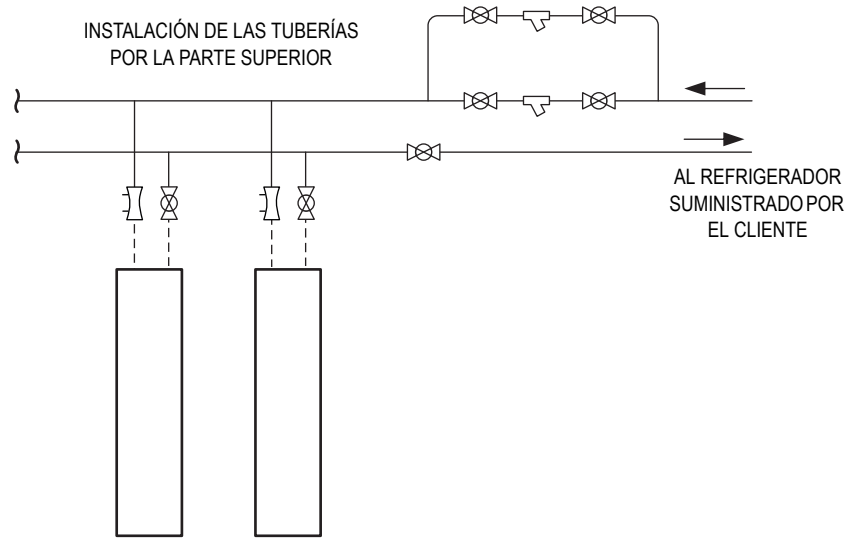 INSTALACIÓN DE LAS TUBERÍAS
POR LA PARTE SUPERIOR
AL REFRIGERADOR
SUMINISTRADO POR
EL CLIENTE